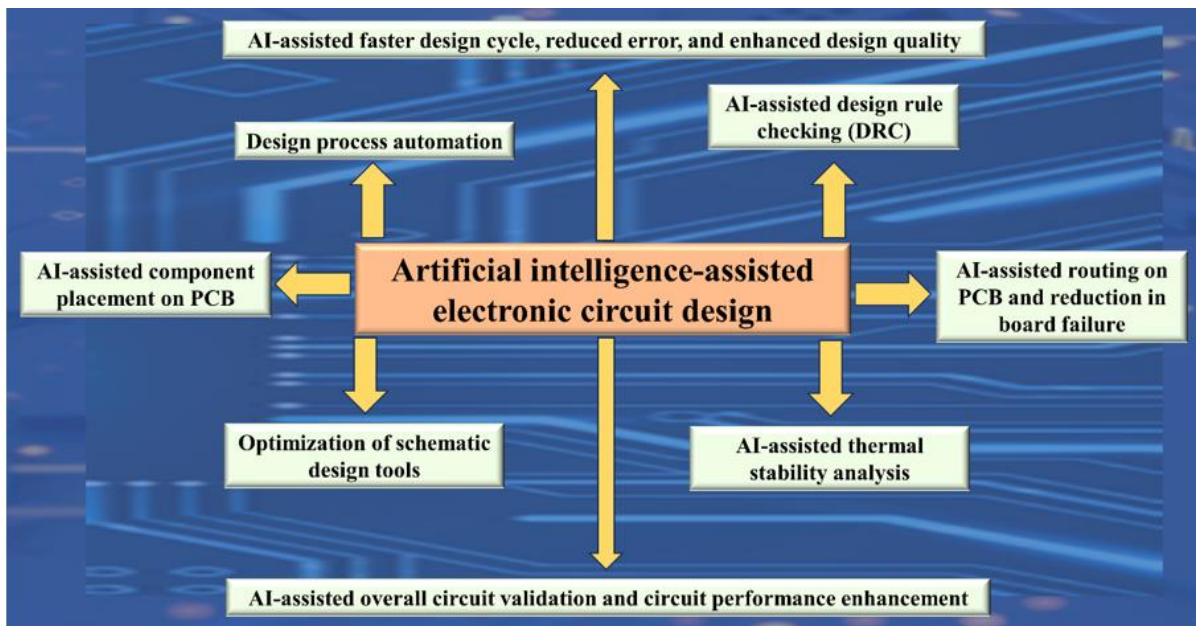 AI-assisted faster design cycle, reduced error, and enhanced design quality
AI-assisted design rule
checking (DRC)
Design process automation
AI-assisted component
placement on PCB
Artificial intelligence-assisted
electronic circuit design
AI-assisted routing on
PCB and reduction in
board failure
Optimization of schematic
design tools
AI-assisted thermal
stability analysis
AI-assisted overall circuit validation and circuit performance enhancement